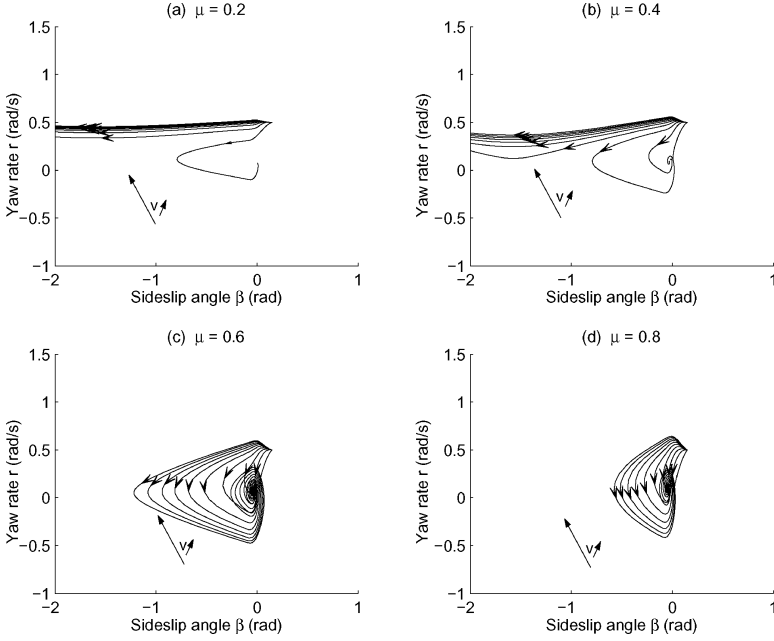 (a) μ = 0.2
1.5
1
0.5
0
−0.5
−1
−2
−1
0
1
Yaw rate r (rad/s)
Sideslip angle β (rad)
v
(b) μ = 0.4
1.5
1
0.5
0
−0.5
−1
−2
−1
0
1
Yaw rate r (rad/s)
Sideslip angle β (rad)
v
(c) μ = 0.6
1.5
1
0.5
0
−0.5
−1
−2
−1
0
1
Yaw rate r (rad/s)
Sideslip angle β (rad)
v
(d) μ = 0.8
1.5
1
0.5
0
−0.5
−1
−2
−1
0
1
Yaw rate r (rad/s)
Sideslip angle β (rad)
v